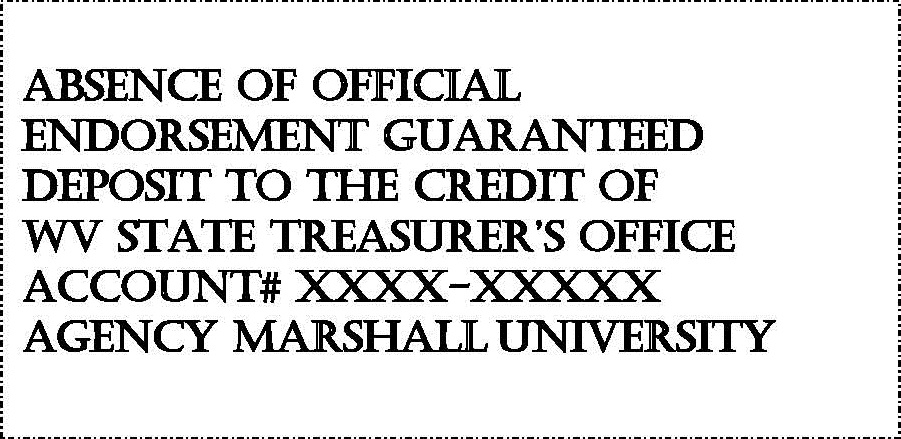 ABSENCE OF OFFICIAL
ENDORSEMENT GUARANTEED
DEPOSIT TO THE CREDIT OF
WV STATE TREASURER'S OFFICE
ACCOUNT# XXXX-XXXXX
AGENCY MARSHALL UNIVERSITY